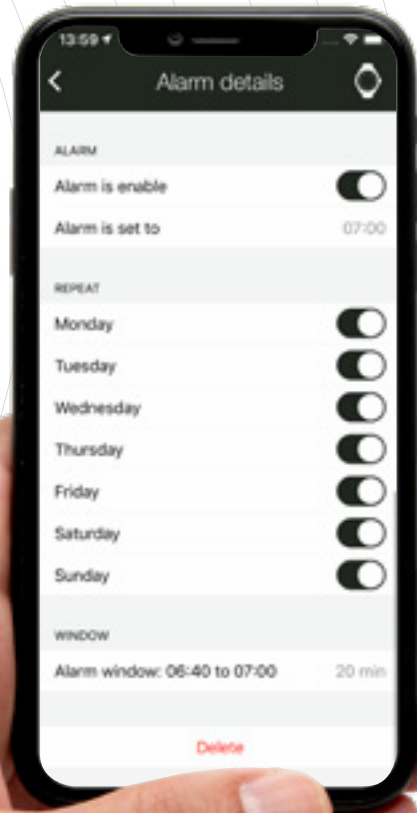 13:59
Alarm details
ALARM
Alarm is enable
Alarm is set to 07:00
REPEAT
Monday
Tuesday
Wednesday
Thursday
Friday
Saturday
Sunday
WINDOW
Alarm window: 06:40 to 07:00 20 min
Delete